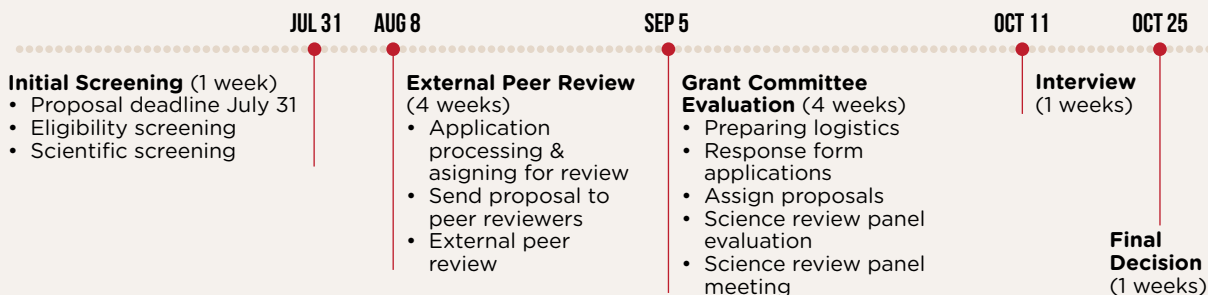 JUL 31
AUG 8
SEP 5
OCT 11
OCT 25
Initial Screening (1 week)
• Proposal deadline July 31
• Eligibility screening
• Scientific screening
External Peer Review
(4 weeks)
• Application
processing &
asigning for review
• Send proposal to
peer reviewers
• External peer
review
Grant Committee
Evaluation (4 weeks)
• Preparing logistics
• Response form
applications
• Assign proposals
• Science review panel
evaluation
• Science review panel
meeting
Interview
(1 weeks)
Final
Decision
(1 weeks)